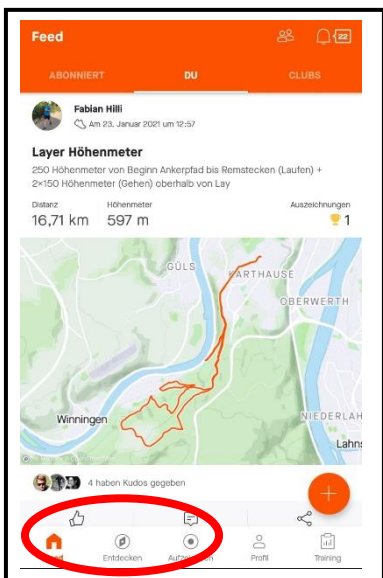 Feed
22
ABONNIERT DU CLUBS
Fabian Hilli
Am 23. Januar 2021 um 12:57
Layer Höhenmeter
250 Höhenmeter von Beginn Ankerpfad bis Remstecken (Laufen) +
2×150 Höhenmeter (Gehen) oberhalb von Lay
Distanz Höhenmeter Auszeichnungen
16,71 km 597 m 1
GÜLS KARTHAUSE
OBERWERTH
Winningen
NIEDERLAH
Lahns
4 haben Kudos gegeben
Entdecken Profil Training